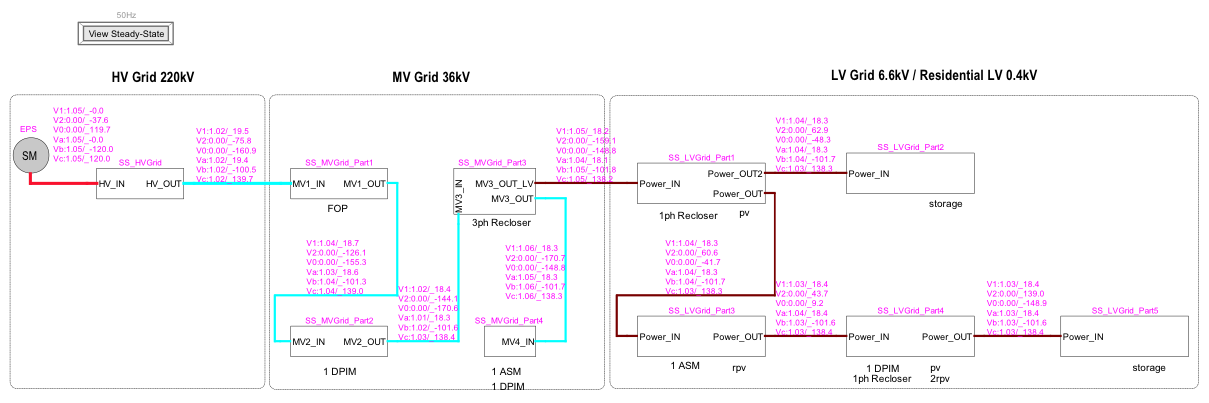 50Hz
View Steady-State
HV Grid 220kV
MV Grid 36kV
LV Grid 6.6kV / Residential LV 0.4kV
EPS
SM
V1:1.05/_-0.0
V2:0.00/_-37.6
V0:0.00/_119.7
Va:1.05/_-0.0
Vb:1.05/_-120.0
Vc:1.05/_120.0
SS_HVGrid
HV_IN
HV_OUT
V1:1.02/_19.5
V2:0.00/_-75.8
V0:0.00/_-160.9
Va:1.02/_19.4
Vb:1.02/_-100.5
Vc:1.02/_139.7
SS_MVGrid_Part1
MV1_IN
MV1_OUT
FOP
V1:1.04/_18.7
V2:0.00/_-126.1
V0:0.00/_-155.3
Va:1.03/_18.6
Vb:1.04/_-101.3
Vc:1.04/_139.0
SS_MVGrid_Part2
MV2_IN
MV2_OUT
1 DPIM
V1:1.02/_18.4
V2:0.00/_-144.1
V0:0.00/_-170.6
Va:1.01/_18.3
Vb:1.02/_-101.6
Vc:1.03/_138.4
SS_MVGrid_Part3
MV3_IN
MV3_OUT_LV
MV3_OUT
3ph Recloser
V1:1.06/_18.3
V2:0.00/_-170.7
V0:0.00/_-148.8
Va:1.05/_18.3
Vb:1.06/_-101.7
Vc:1.06/_138.3
SS_MVGrid_Part4
MV4_IN
1 ASM
1 DPIM
V1:1.05/_18.2
V2:0.00/_-159.1
V0:0.00/_-148.8
Va:1.04/_18.1
Vb:1.05/_-101.8
Vc:1.05/_138.2
SS_LVGrid_Part1
Power_IN
Power_OUT2
Power_OUT
1ph Recloser
pv
V1:1.04/_18.3
V2:0.00/_62.9
V0:0.00/_-48.3
Va:1.04/_18.3
Vb:1.04/_-101.7
Vc:1.03/_138.3
SS_LVGrid_Part2
Power_IN
storage
V1:1.04/_18.3
V2:0.00/_60.6
V0:0.00/_-41.7
Va:1.04/_18.3
Vb:1.04/_-101.7
Vc:1.03/_138.3
SS_LVGrid_Part3
Power_IN
Power_OUT
1 ASM
rpv
V1:1.03/_18.4
V2:0.00/_43.7
V0:0.00/_9.2
Va:1.04/_18.4
Vb:1.03/_-101.6
Vc:1.03/_138.4
SS_LVGrid_Part4
Power_IN
Power_OUT
1 DPIM
pv
1ph Recloser
2rpv
V1:1.03/_18.4
V2:0.00/_139.0
V0:0.00/_-148.9
Va:1.03/_18.4
Vb:1.03/_-101.6
Vc:1.03/_138.4
SS_LVGrid_Part5
Power_IN
storage